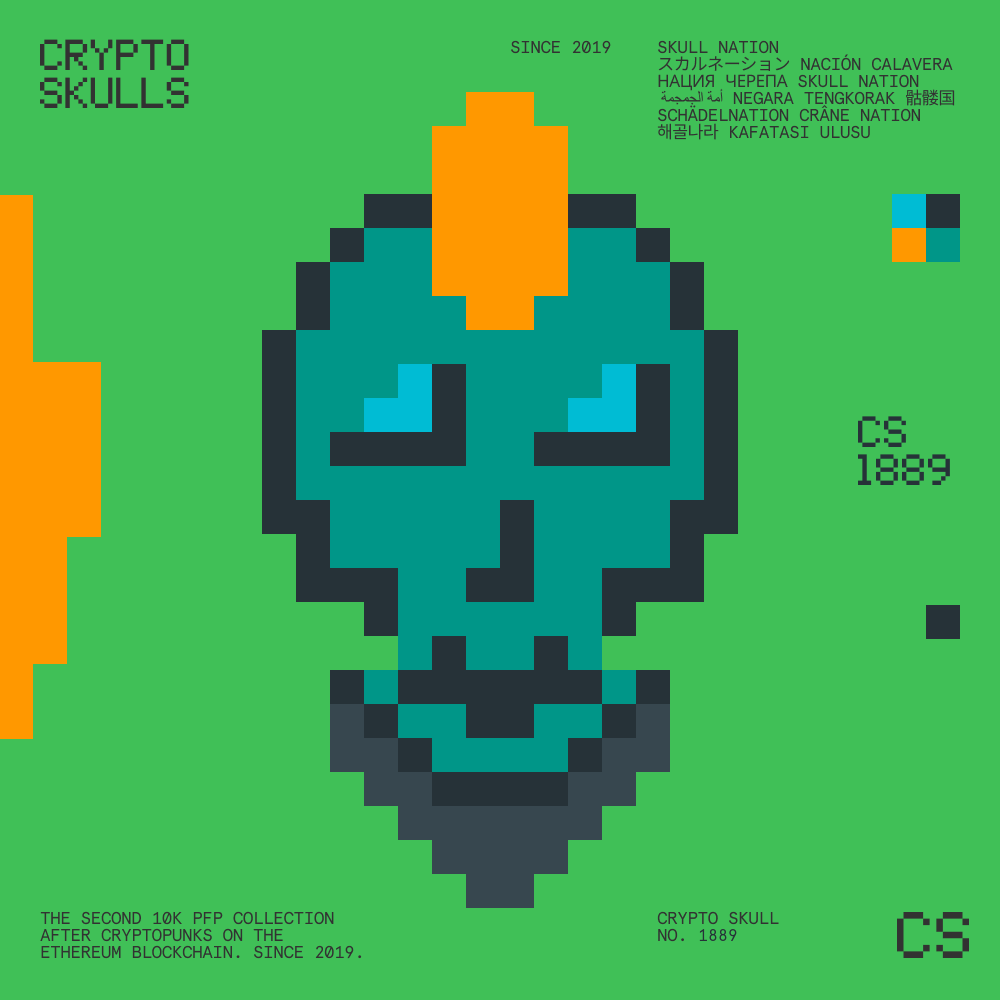 CRYPTO
SKULLS
SINCE 2019
SKULL NATION
スカルネーション NACIÓN CALAVERA
НАЦИЯ ЧЕРЕПА SKULL NATION
أمة الجمجمة NEGARA TENGKORAK 骷髅国
SCHÄDELNATION CRÂNE NATION
해골나라 KAFATASI ULUSU
CS
1889
THE SECOND 10K PFP COLLECTION
AFTER CRYPTOPUNKS ON THE
ETHEREUM BLOCKCHAIN. SINCE 2019.
CRYPTO SKULL
NO. 1889
CS